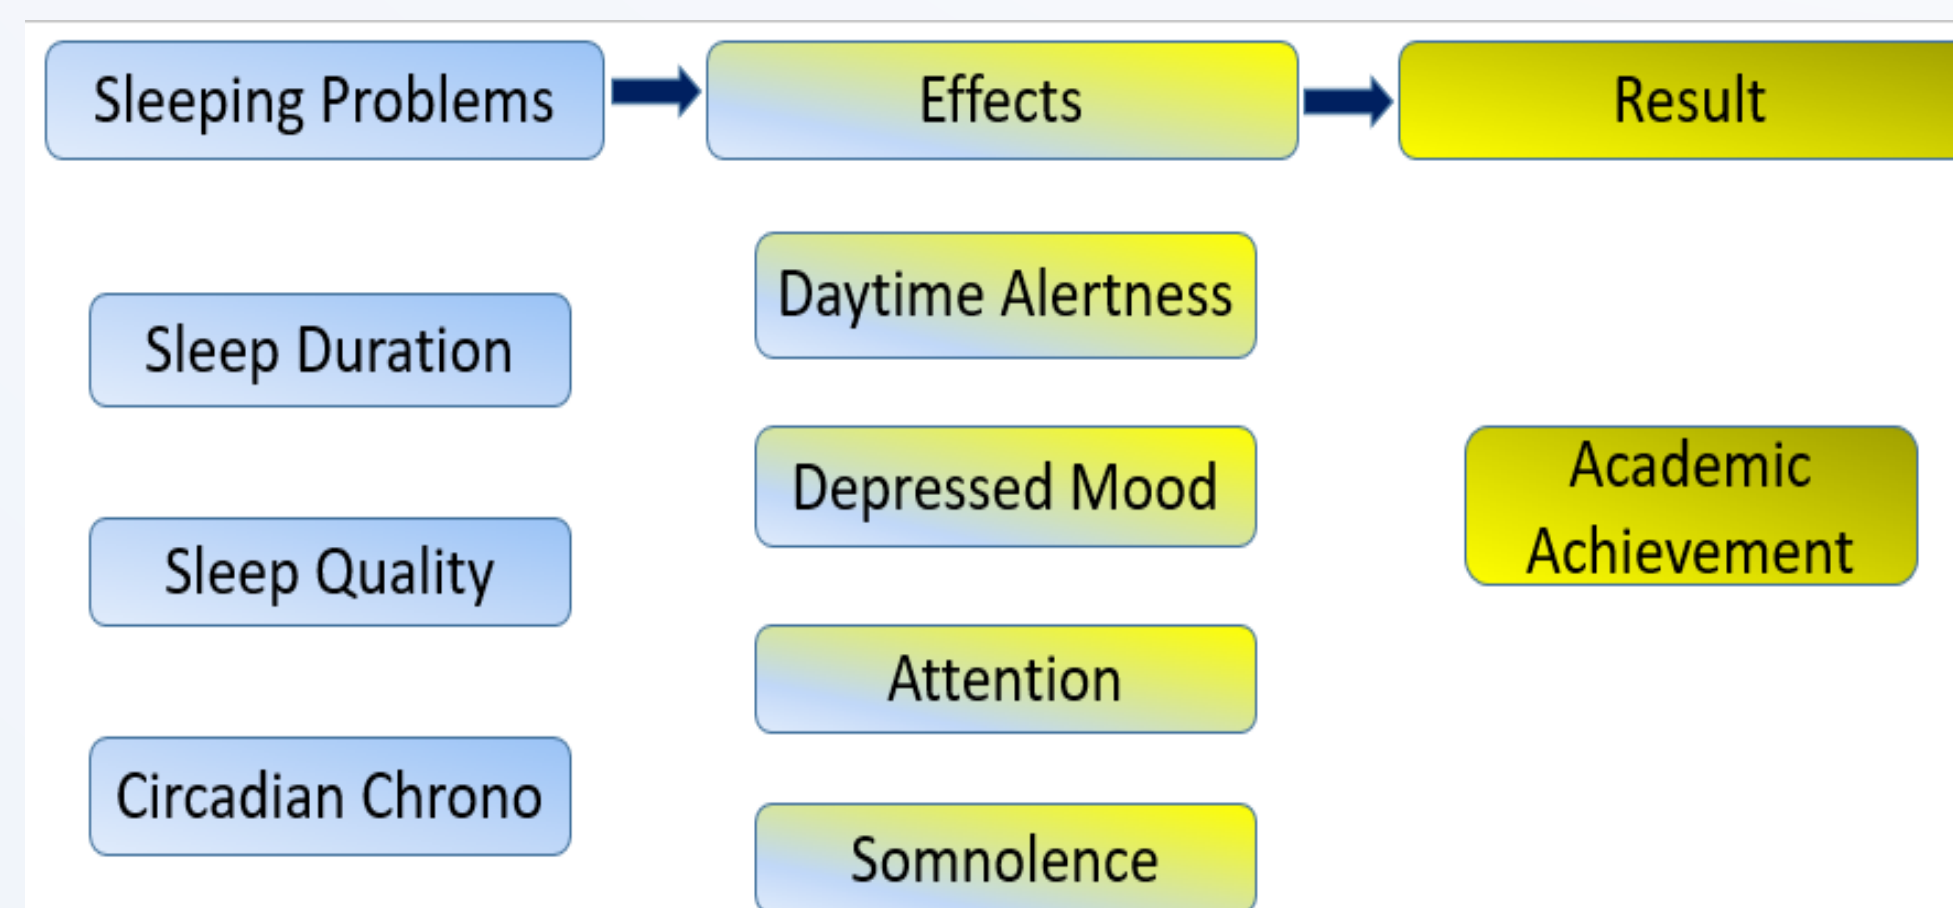 Sleeping Problems
Effects
Result
Sleep Duration
Sleep Quality
Circadian Chrono
Daytime Alertness
Depressed Mood
Attention
Somnolence
Academic
Achievement